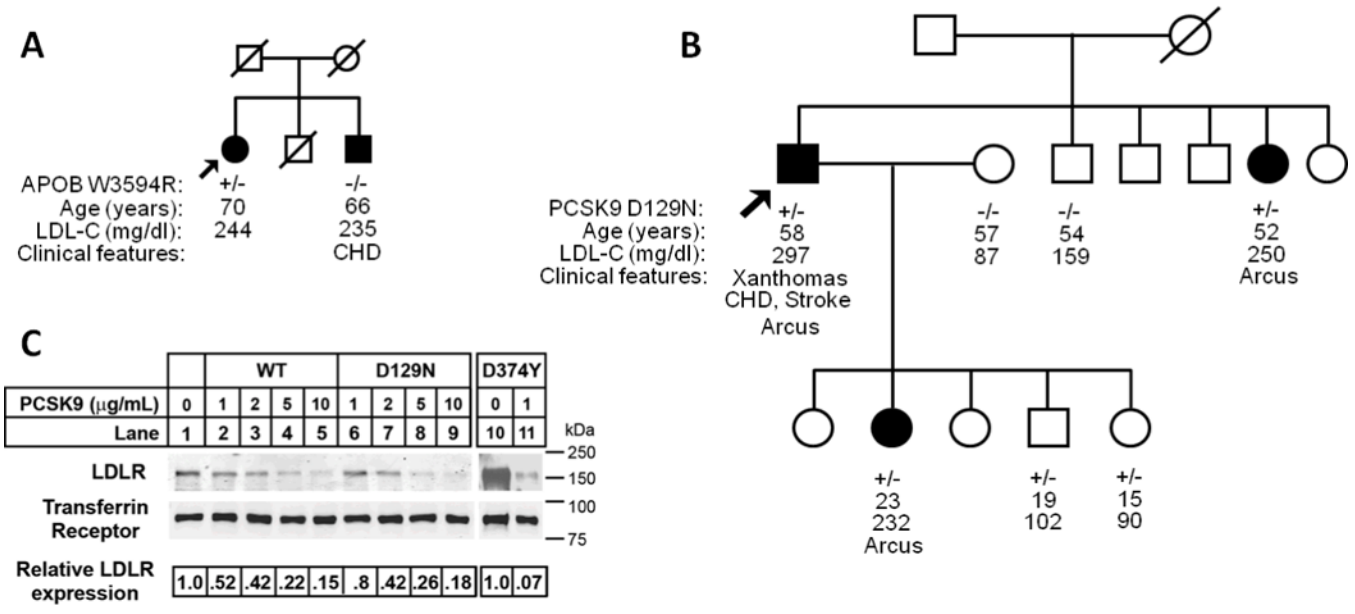 A
APOB W3594R: +/- -/-
Age (years): 70 66
LDL-C (mg/dl): 244 235
Clinical features: CHD
B
PCSK9 D129N: +/- -/- -/- +/-
Age (years): 58 57 54 52
LDL-C (mg/dl): 297 87 159 250
Clinical features: Xanthomas Arcus
CHD, Stroke
Arcus
+/- +/- +/-
23 19 15
232 102 90
Arcus
C
WT D129N D374Y
PCSK9 (µg/mL) 0 1 2 5 10 1 2 5 10 0 1
Lane 1 2 3 4 5 6 7 8 9 10 11 kDa
250
LDLR 150
100
Transferrin
Receptor
75
Relative LDLR
expression 1.0 .52 .42 .22 .15 .8 .42 .26 .18 1.0 .07